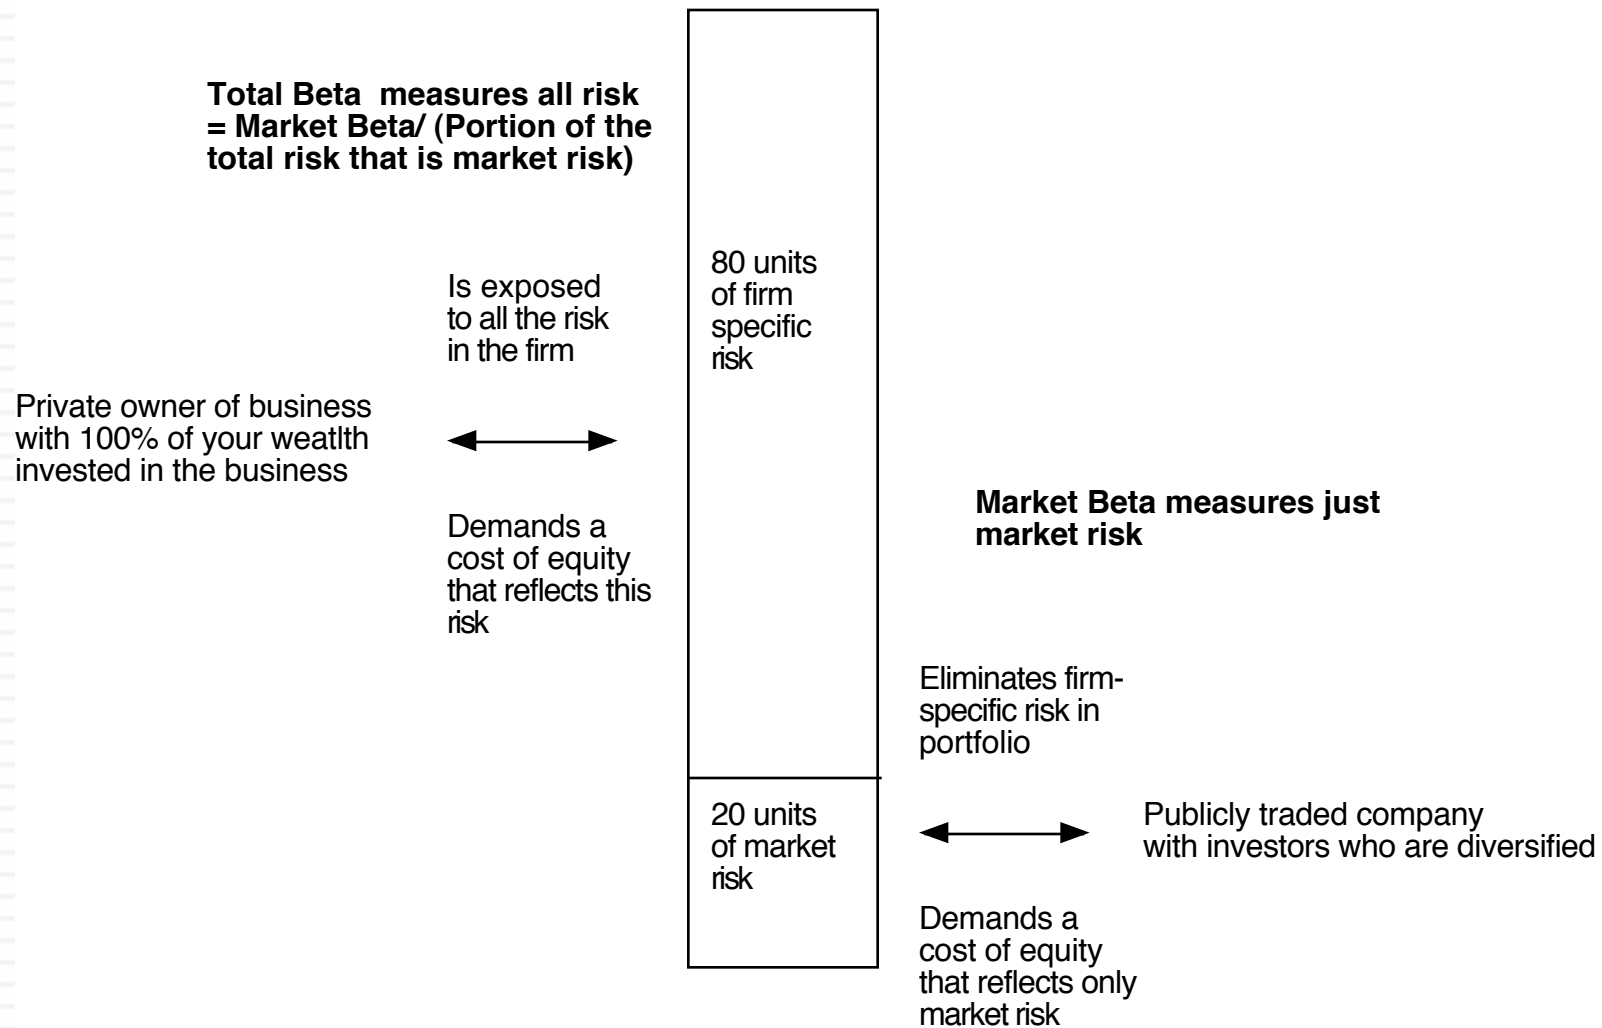 Total Beta  measures all risk
= Market Beta/ (Portion of the
total risk that is market risk)
80 units
of firm
specific
risk
Is exposed
to all the risk
in the firm
Private owner of business
with 100% of your weatlth
invested in the business
Demands a
cost of equity
that reflects this
risk
Market Beta measures just
market risk
Eliminates firm-
specific risk in
portfolio
20 units
of market
risk
Publicly traded company
with investors who are diversified
Demands a
cost of equity
that reflects only
market risk